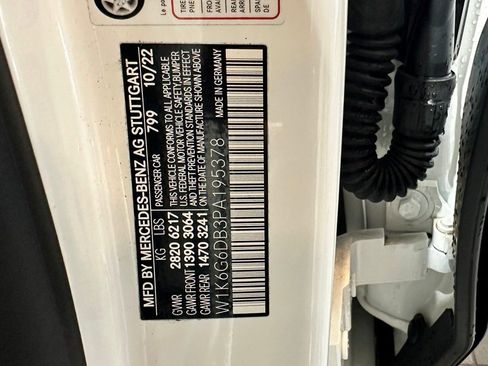 MFD BY MERCEDES-BENZ AG STUTTGART
PASSENGER CAR 799 10/22
KG LBS
GVWR 2820 6217
GAWR FRONT 1390 3064
GAWR REAR 1470 3241
THIS VEHICLE CONFORMS TO ALL APPLICABLE
U.S. FEDERAL MOTOR VEHICLE SAFETY, BUMPER
AND THEFT PREVENTION STANDARDS IN EFFECT
ON THE DATE OF MANUFACTURE SHOWN ABOVE
MADE IN GERMANY
W1K6G6DB3PA195378